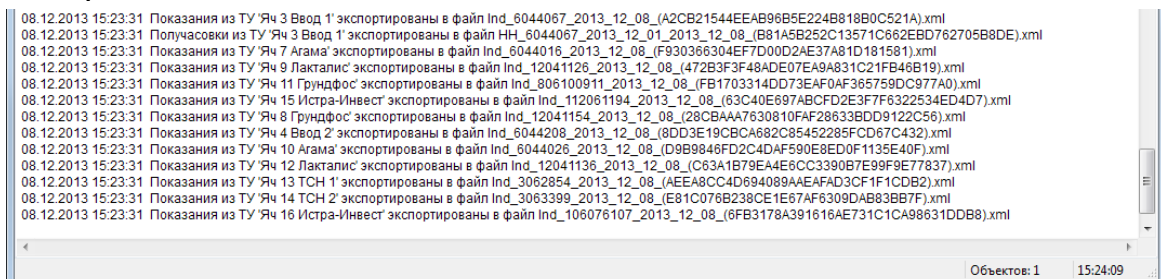 08.12.2013 15:23:31 Показания из ТУ 'Яч 3 Ввод 1' экспортированы в файл Ind_6044067_2013_12_08_(A2CB21544EEAB96B5E224B818B0C521A).xml
08.12.2013 15:23:31 Получасовки из ТУ 'Яч 3 Ввод 1' экспортированы в файл HH_6044067_2013_12_01_2013_12_08_(B81A5B252C13571C662EBD762705B8DE).xml
08.12.2013 15:23:31 Показания из ТУ 'Яч 7 Агама' экспортированы в файл Ind_6044016_2013_12_08_(F930366304EF7D00D2AE37A81D181581).xml
08.12.2013 15:23:31 Показания из ТУ 'Яч 9 Лакталис' экспортированы в файл Ind_12041126_2013_12_08_(472B3F3F48ADE07EA9A831C21FB46B19).xml
08.12.2013 15:23:31 Показания из ТУ 'Яч 11 Грундфос' экспортированы в файл Ind_806100911_2013_12_08_(FB1703314DD73EAF0AF365759DC977A0).xml
08.12.2013 15:23:31 Показания из ТУ 'Яч 15 Истра-Инвест' экспортированы в файл Ind_112061194_2013_12_08_(63C40E697ABCFD2E3F7F6322534ED4D7).xml
08.12.2013 15:23:31 Показания из ТУ 'Яч 8 Грундфос' экспортированы в файл Ind_12041154_2013_12_08_(28CBAAA7630810FAF28633BDD9122C56).xml
08.12.2013 15:23:31 Показания из ТУ 'Яч 4 Ввод 2' экспортированы в файл Ind_6044208_2013_12_08_(8DD3E19CBCA682C85452285FCD67C432).xml
08.12.2013 15:23:31 Показания из ТУ 'Яч 10 Агама' экспортированы в файл Ind_6044026_2013_12_08_(D9B9846FD2C4DAF590E8ED0F1135E40F).xml
08.12.2013 15:23:31 Показания из ТУ 'Яч 12 Лакталис' экспортированы в файл Ind_12041136_2013_12_08_(C63A1B79EA4E6CC3390B7E99F9E77837).xml
08.12.2013 15:23:31 Показания из ТУ 'Яч 13 ТСН 1' экспортированы в файл Ind_3062854_2013_12_08_(AEEA8CC4D694089AAEAFAD3CF1F1CDB2).xml
08.12.2013 15:23:31 Показания из ТУ 'Яч 14 ТСН 2' экспортированы в файл Ind_3063399_2013_12_08_(E81C076B238CE1E67AF6309DAB83BB7F).xml
08.12.2013 15:23:31 Показания из ТУ 'Яч 16 Истра-Инвест' экспортированы в файл Ind_106076107_2013_12_08_(6FB3178A391616AE731C1CA98631DDB8).xml
Объектов: 1 15:24:09